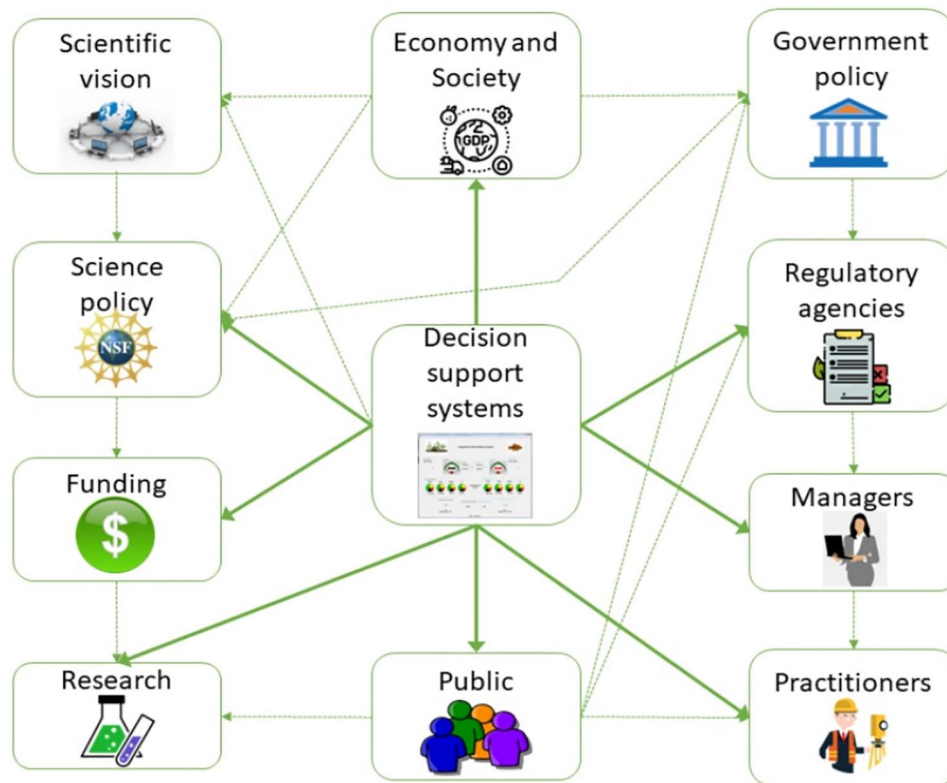 Scientific
vision
Economy and
Society
GDP
Government
policy
Science
policy
NSF
Regulatory
agencies
Decision
support
systems
Funding
$
Managers
Research
Public
Practitioners